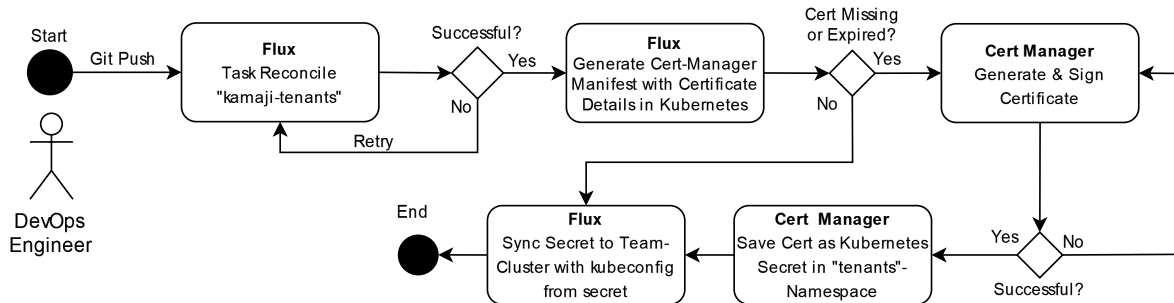 Start
Git Push
DevOps
Engineer
Flux
Task Reconcile
"kamaji-tenants"
Successful?
Yes
No
Retry
Flux
Generate Cert-Manager
Manifest with Certificate
Details in Kubernetes
Cert Missing
or Expired?
Yes
No
Cert Manager
Generate & Sign
Certificate
Yes
No
Successful?
Cert Manager
Save Cert as Kubernetes
Secret in "tenants"-
Namespace
Flux
Sync Secret to Team-
Cluster with kubeconfig
from secret
End